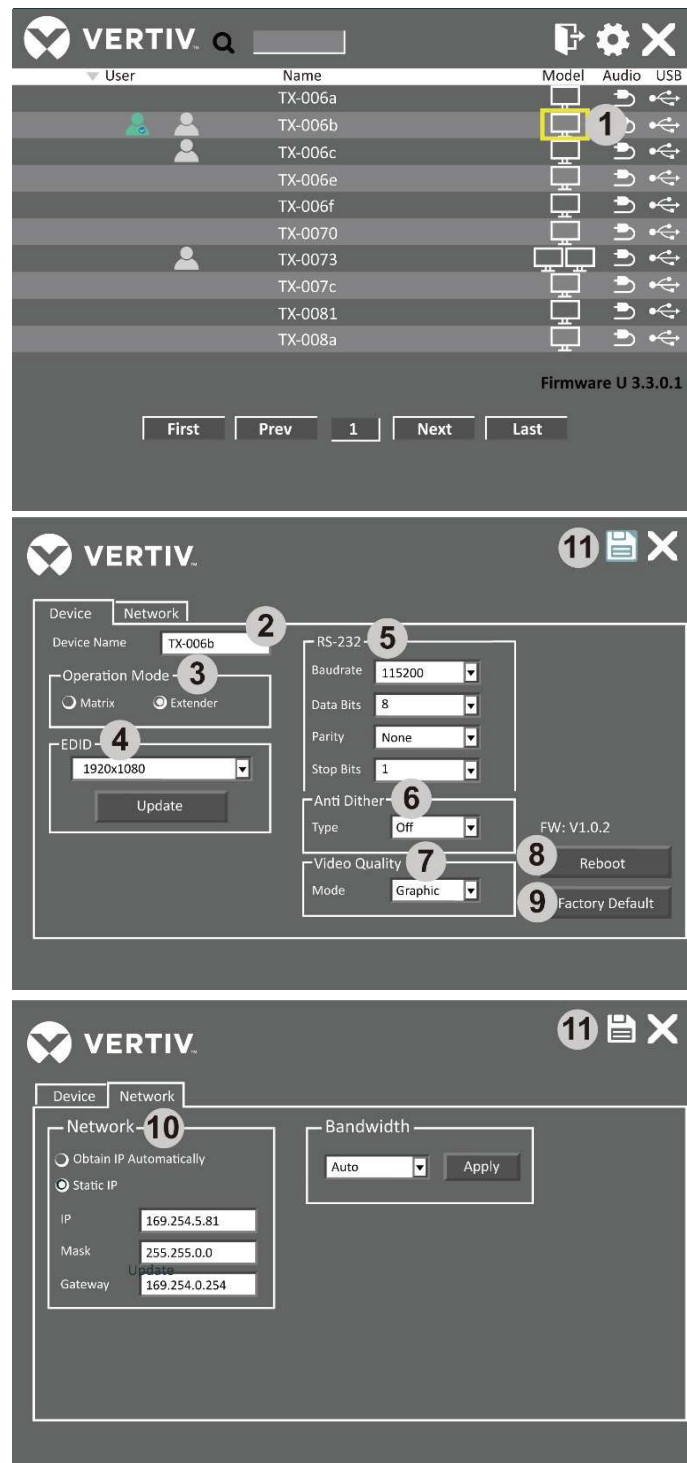 VERTIV™
User Name Model Audio USB
TX-006a
TX-006b 1
TX-006c
TX-006e
TX-006f
TX-0070
TX-0073
TX-007c
TX-0081
TX-008a
Firmware U 3.3.0.1
First Prev 1 Next Last
VERTIV™ 11
Device Network
Device Name TX-006b 2
Operation Mode 3
Matrix Extender
EDID 4
1920x1080
Update
RS-232 5
Baudrate 115200
Data Bits 8
Parity None
Stop Bits 1
Anti Dither 6
Type Off
Video Quality 7
Mode Graphic
FW: V1.0.2
8 Reboot
9 Factory Default
VERTIV™ 11
Device Network
Network 10
Obtain IP Automatically
Static IP
IP 169.254.5.81
Mask 255.255.0.0
Update
Gateway 169.254.0.254
Bandwidth
Auto Apply